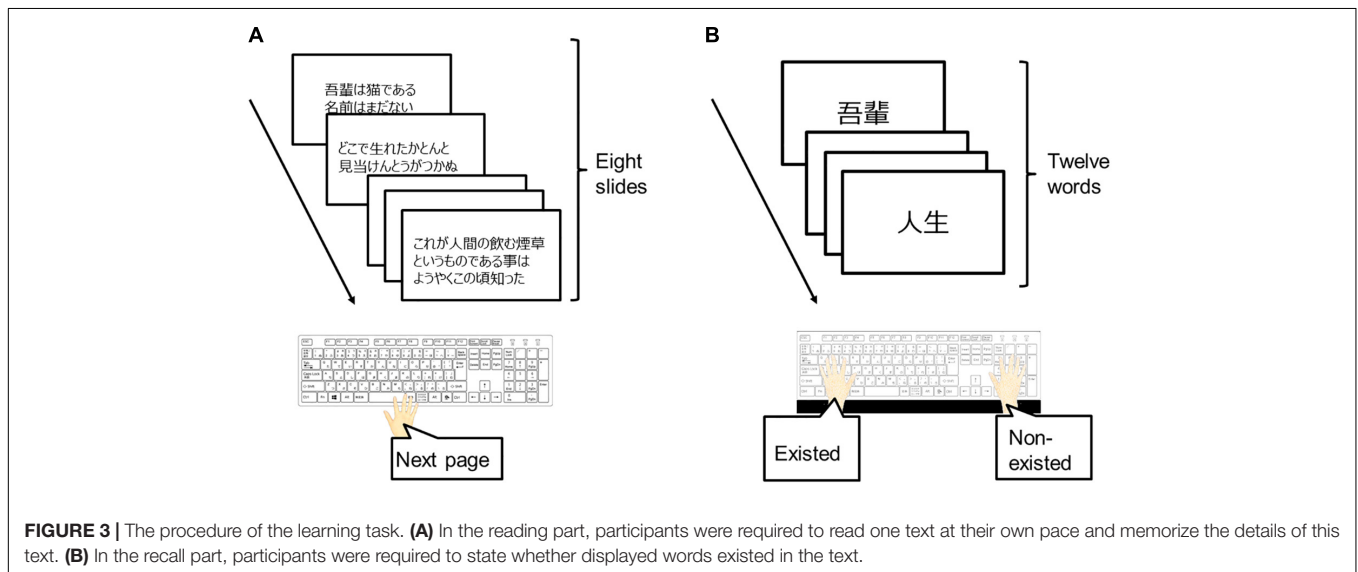 A
吾輩は猫である
名前はまだない
どこで生れたかとんと
見当けんとうがつかぬ
これが人間の飲む煙草
というものである事は
ようやくこの頃知った
Eight
slides
Next page
B
吾輩
人生
Twelve
words
Existed
Non-
existed
FIGURE 3 | The procedure of the learning task. (A) In the reading part, participants were required to read one text at their own pace and memorize the details of this
text. (B) In the recall part, participants were required to state whether displayed words existed in the text.